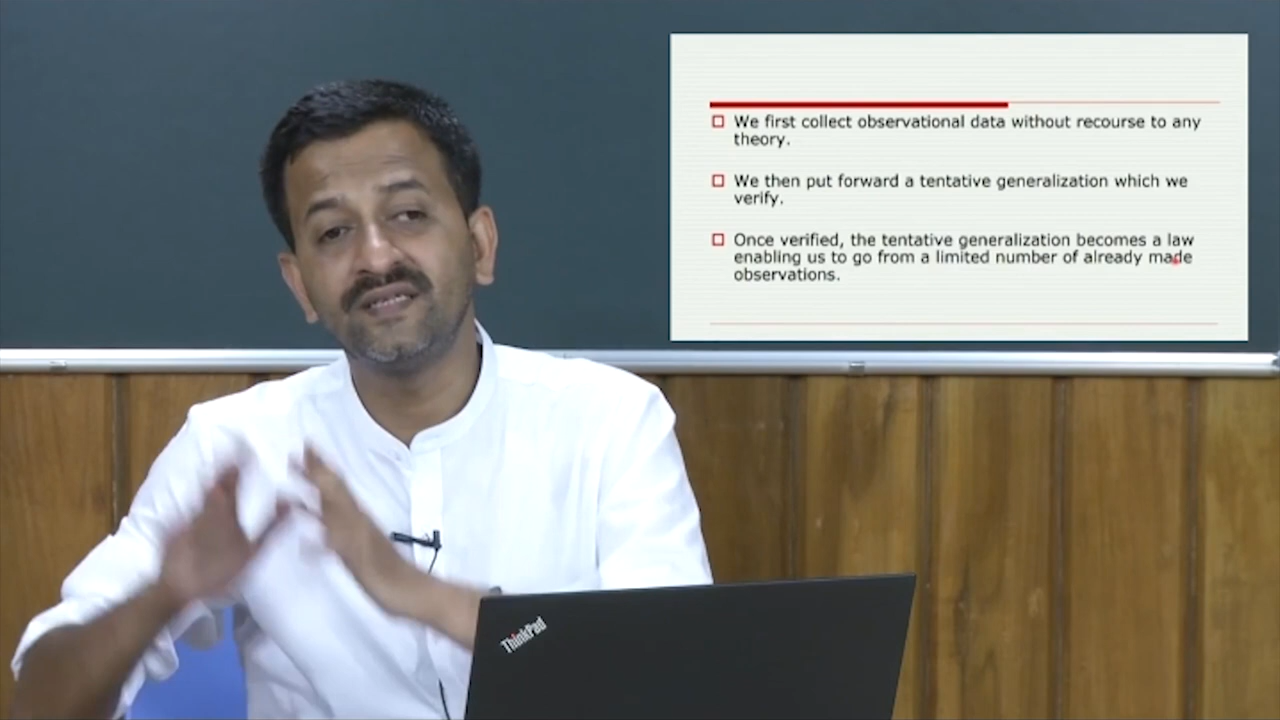 We first collect observational data without recourse to any
theory.
We then put forward a tentative generalization which we
verify.
Once verified, the tentative generalization becomes a law
enabling us to go from a limited number of already made
observations.
ThinkPad